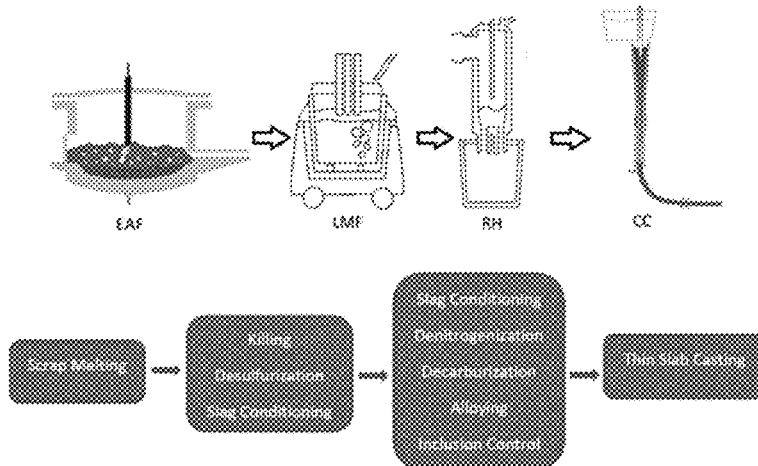 EAF
LMF
RH
CC
Scrap Melting
Killing
Desulfurization
Slag Conditioning
Slag Conditioning
Denitrogenization
Decarburization
Alloying
Inclusion Control
Thin Slab Casting